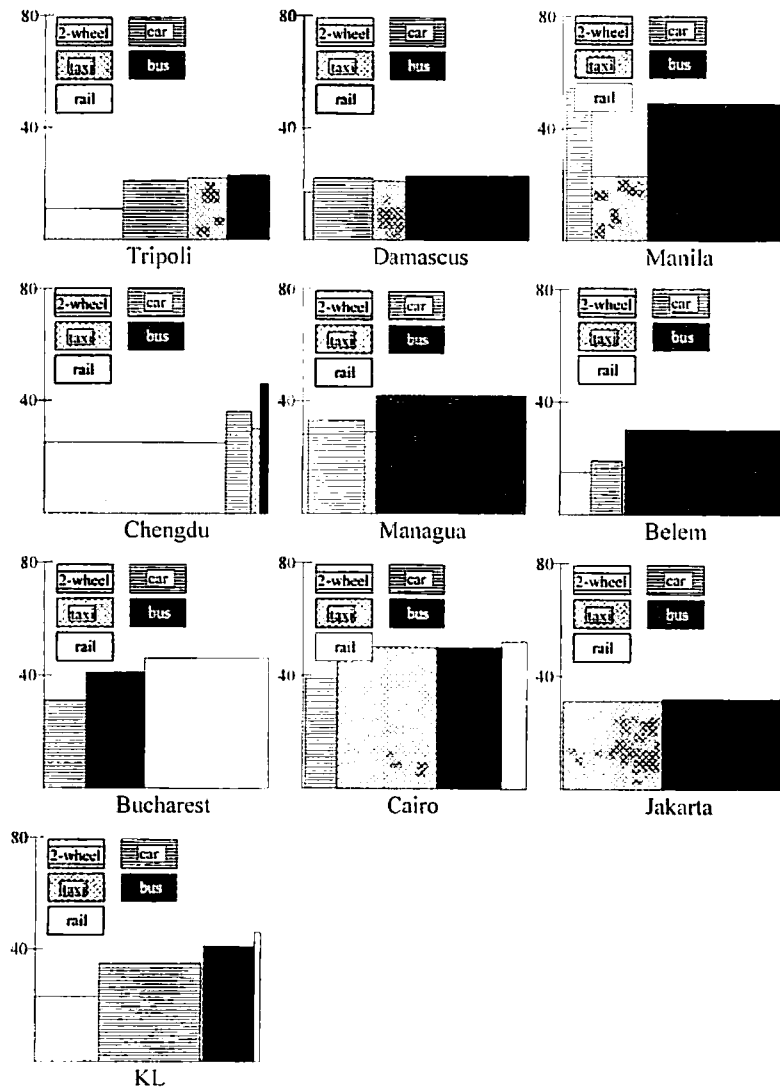 80
2-wheel car
taxi bus
rail
40
Tripoli
80
2-wheel car
taxi bus
rail
40
Damascus
80
2-wheel car
taxi bus
rail
40
Manila
80
2-wheel car
taxi bus
rail
40
Chengdu
80
2-wheel car
taxi bus
rail
40
Managua
80
2-wheel car
taxi bus
rail
40
Belem
80
2-wheel car
taxi bus
rail
40
Bucharest
80
2-wheel car
taxi bus
rail
40
Cairo
80
2-wheel car
taxi bus
rail
40
Jakarta
80
2-wheel car
taxi bus
rail
40
KL